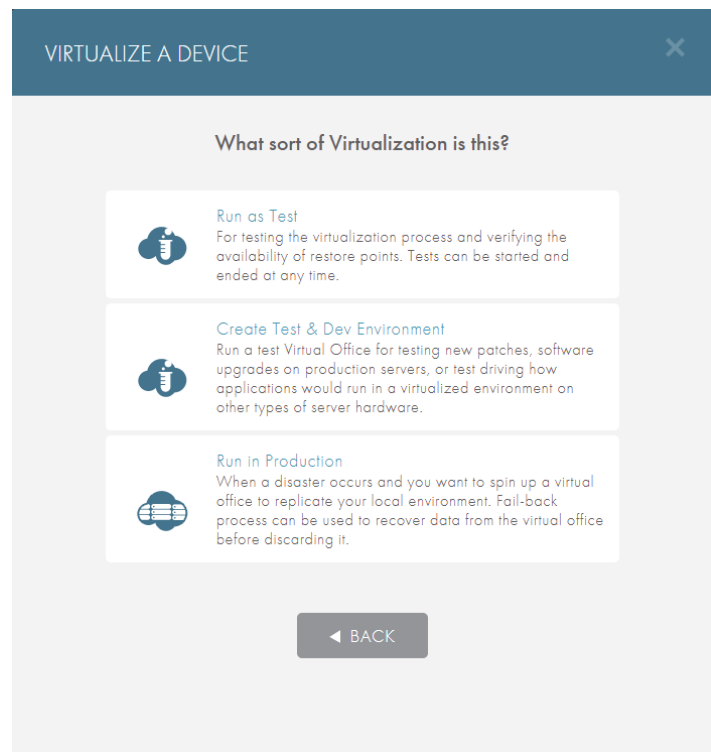 VIRTUALIZE A DEVICE
What sort of Virtualization is this?
Run as Test
For testing the virtualization process and verifying the
availability of restore points. Tests can be started and
ended at any time.
Create Test & Dev Environment
Run a test Virtual Office for testing new patches, software
upgrades on production servers, or test driving how
applications would run in a virtualized environment on
other types of server hardware.
Run in Production
When a disaster occurs and you want to spin up a virtual
office to replicate your local environment. Fail-back
process can be used to recover data from the virtual office
before discarding it.
BACK